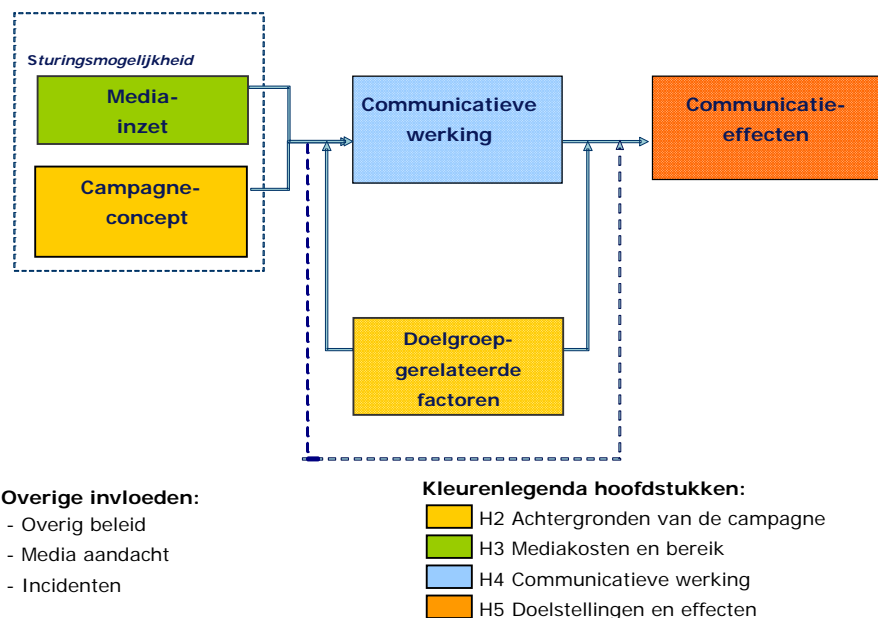 Sturingsmogelijkheid
Media-
inzet
Campagne-
concept
Communicatieve
werking
Communicatie-
effecten
Doelgroep-
gerelateerde
factoren
Overige invloeden:
- Overig beleid
- Media aandacht
- Incidenten
Kleurenlegenda hoofdstukken:
H2 Achtergronden van de campagne
H3 Mediakosten en bereik
H4 Communicatieve werking
H5 Doelstellingen en effecten